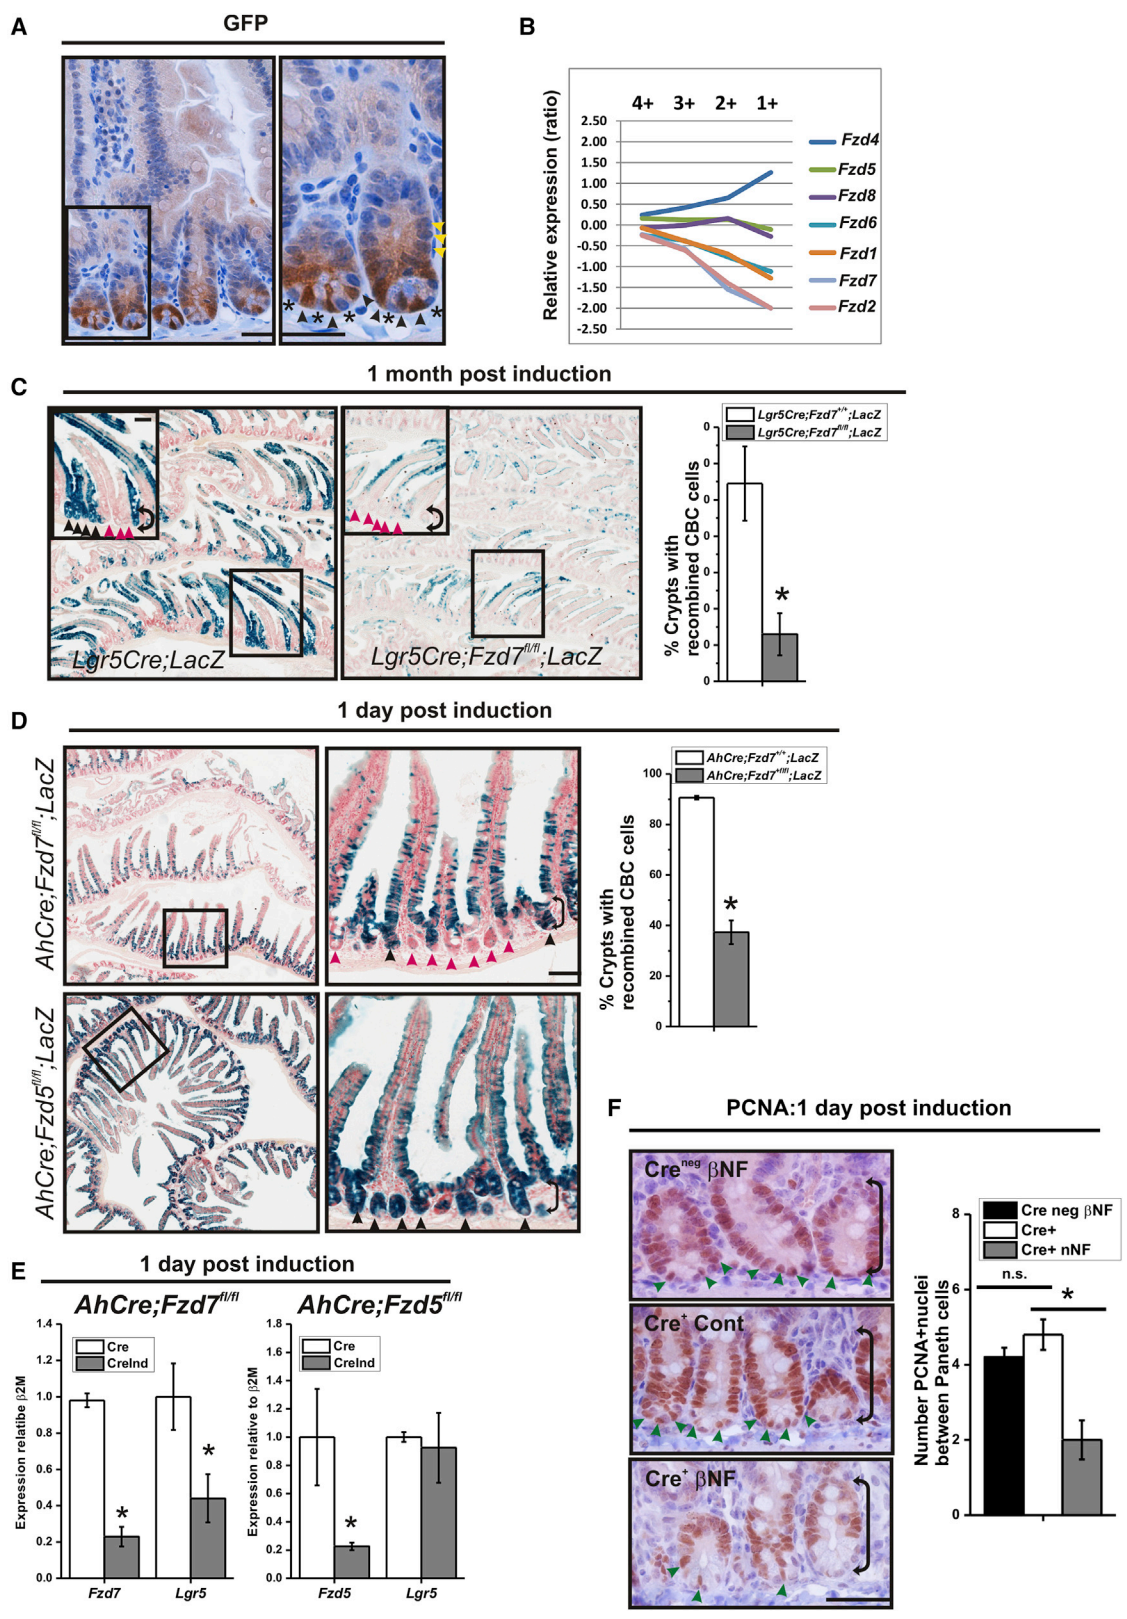 A
GFP
* * * *
B
4+ 3+ 2+ 1+
Relative expression (ratio)
2.50
2.00
1.50
1.00
0.50
0.00
-0.50
-1.00
-1.50
-2.00
-2.50
Fzd4
Fzd5
Fzd8
Fzd6
Fzd1
Fzd7
Fzd2
C
1 month post induction
Lgr5Cre;LacZ
Lgr5Cre;Fzd7fl/fl;LacZ
Lgr5Cre;Fzd7+/+;LacZ
Lgr5Cre;Fzd7fl/fl;LacZ
% Crypts with
recombined CBC cells
0
0
0
0
0
0
0
0
*
D
1 day post induction
AhCre;Fzd7fl/fl;LacZ
AhCre;Fzd5fl/fl;LacZ
AhCre;Fzd7+/+;LacZ
AhCre;Fzd7+fl/fl;LacZ
% Crypts with
recombined CBC cells
100
80
60
40
20
0
*
E
1 day post induction
AhCre;Fzd7fl/fl
Cre
CreInd
Expression relatibe β2M
1.4
1.2
1.0
0.8
0.6
0.4
0.2
0.0
*
*
Fzd7 Lgr5
AhCre;Fzd5fl/fl
Cre
CreInd
Expression relative to β2M
1.8
1.6
1.4
1.2
1.0
0.8
0.6
0.4
0.2
0.0
*
Fzd5 Lgr5
F
PCNA:1 day post induction
Creneg βNF
Cre+ Cont
Cre+ βNF
Cre neg βNF
Cre+
Cre+ nNF
Number PCNA+nuclei
between Paneth cells
8
6
4
2
0
n.s.
*